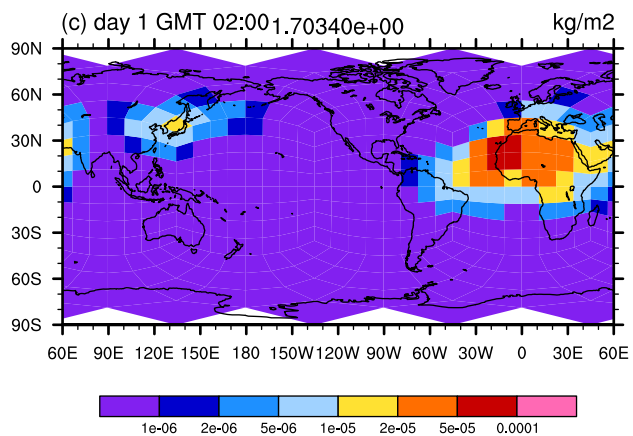 (c) day 1 GMT 02:00 1.70340e+00 kg/m2
90N
60N
30N
0
30S
60S
90S
60E 90E 120E 150E 180 150W 120W 90W 60W 30W 0 30E 60E
1e-06 2e-06 5e-06 1e-05 2e-05 5e-05 0.0001